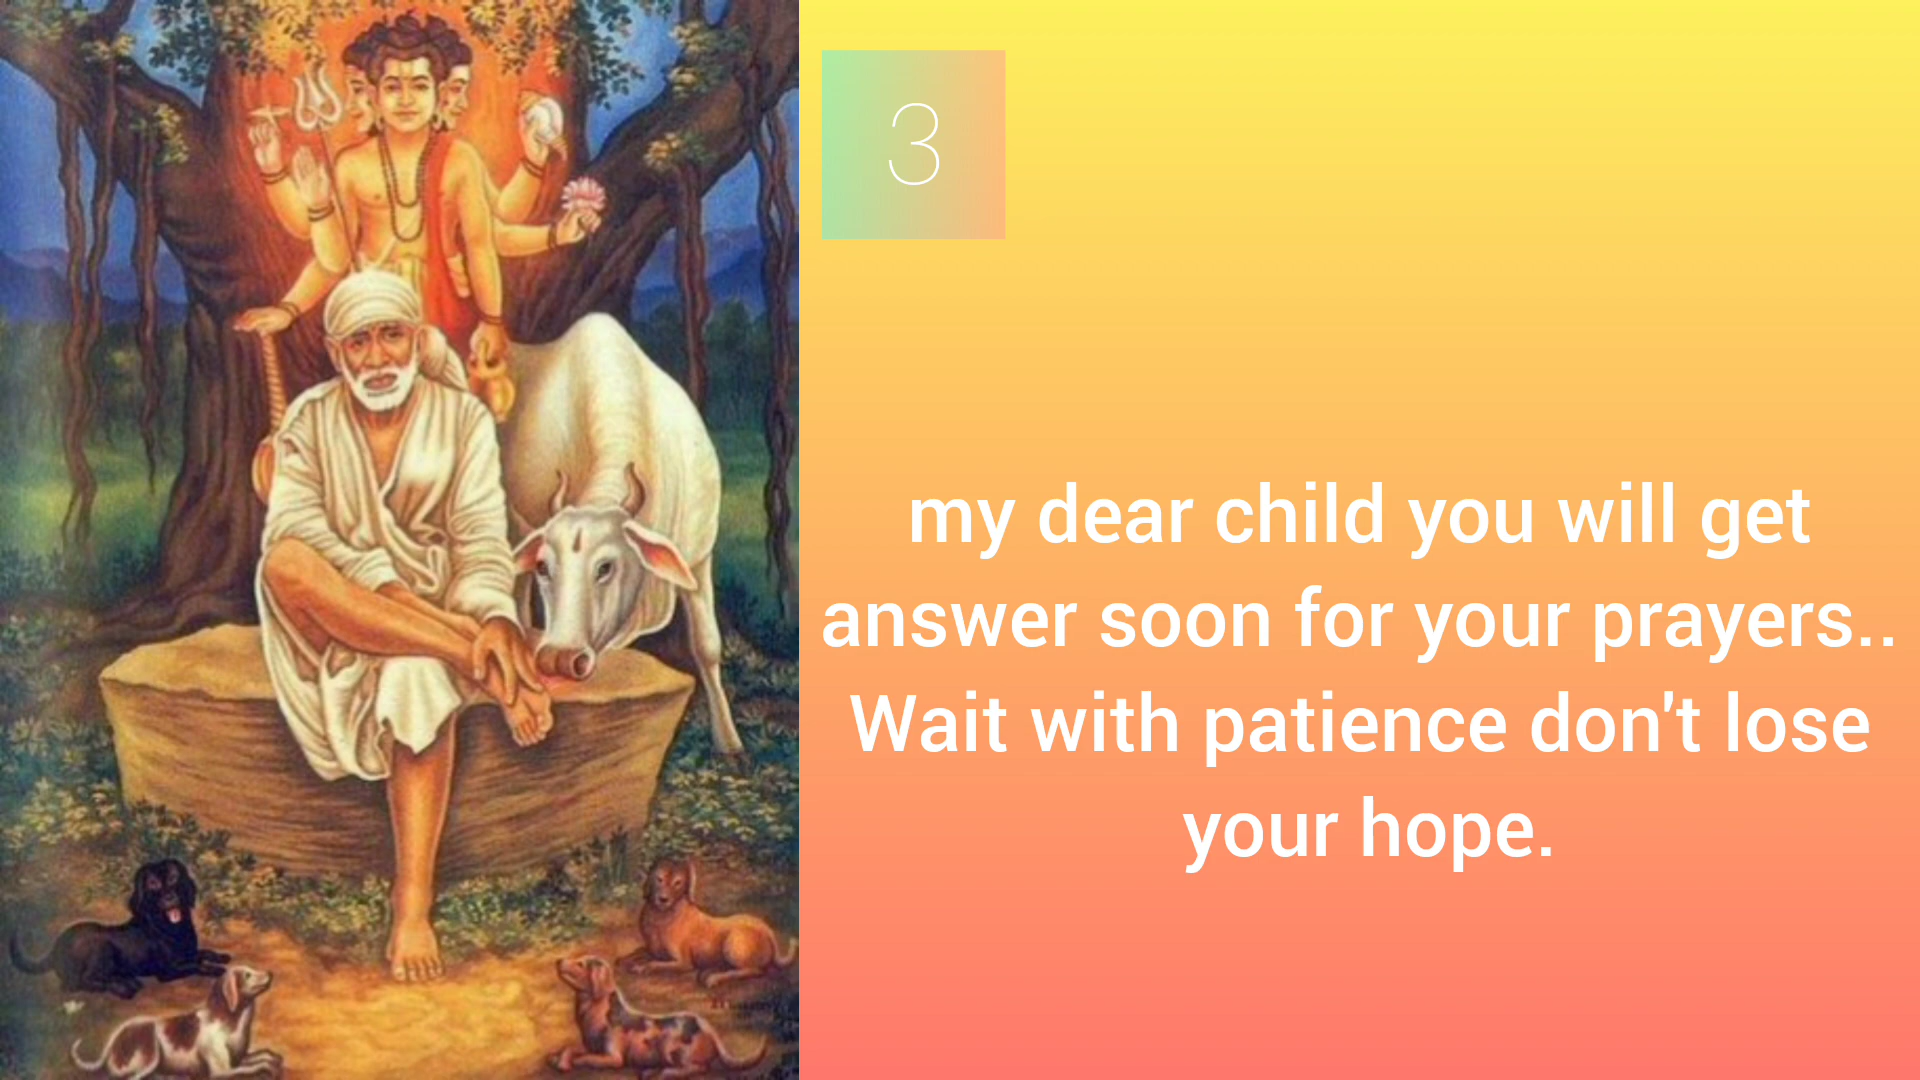 3
my dear child you will get
answer soon for your prayers..
Wait with patience don't lose
your hope.